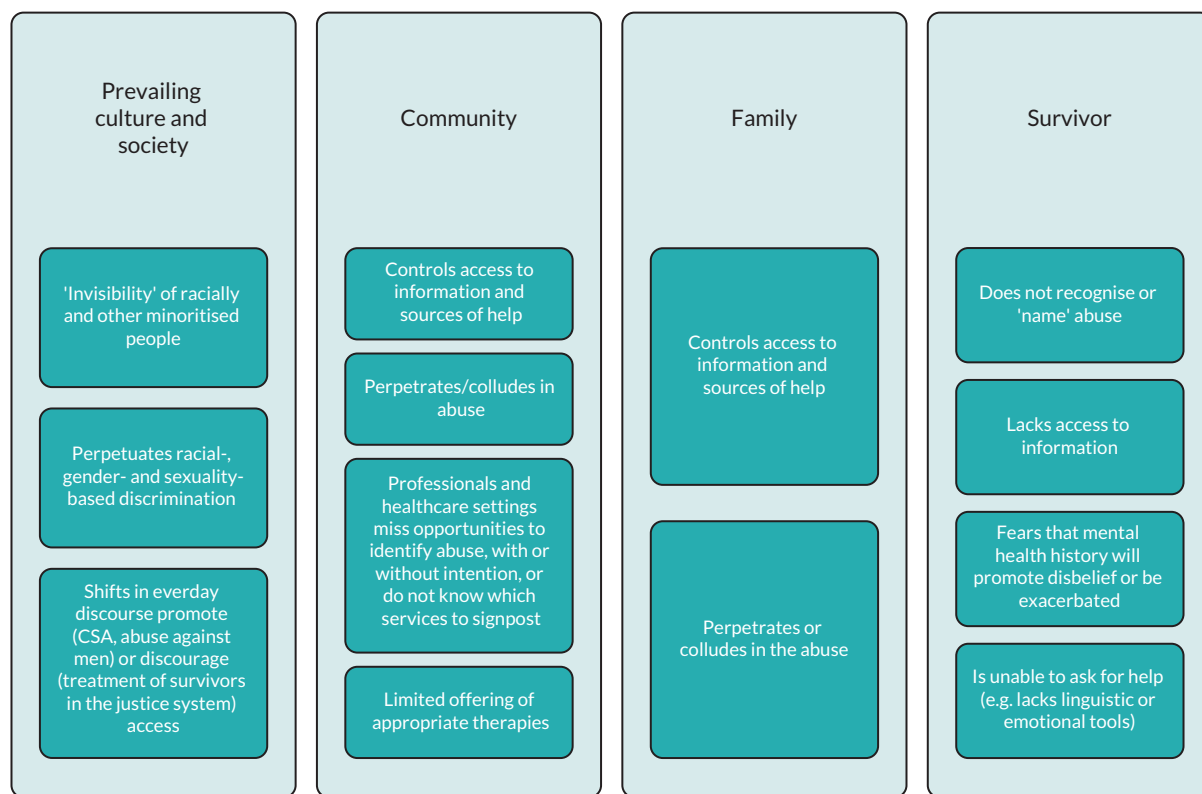 Prevailing
culture and
society
'Invisibility' of racially
and other minoritised
people
Perpetuates racial-,
gender- and sexuality-
based discrimination
Shifts in everday
discourse promote
(CSA, abuse against
men) or discourage
(treatment of survivors
in the justice system)
access
Community
Controls access to
information and
sources of help
Perpetrates/colludes in
abuse
Professionals and
healthcare settings
miss opportunities to
identify abuse, with or
without intention, or
do not know which
services to signpost
Limited offering of
appropriate therapies
Family
Controls access to
information and
sources of help
Perpetrates or
colludes in the abuse
Survivor
Does not recognise or
'name' abuse
Lacks access to
information
Fears that mental
health history will
promote disbelief or be
exacerbated
Is unable to ask for help
(e.g. lacks linguistic or
emotional tools)